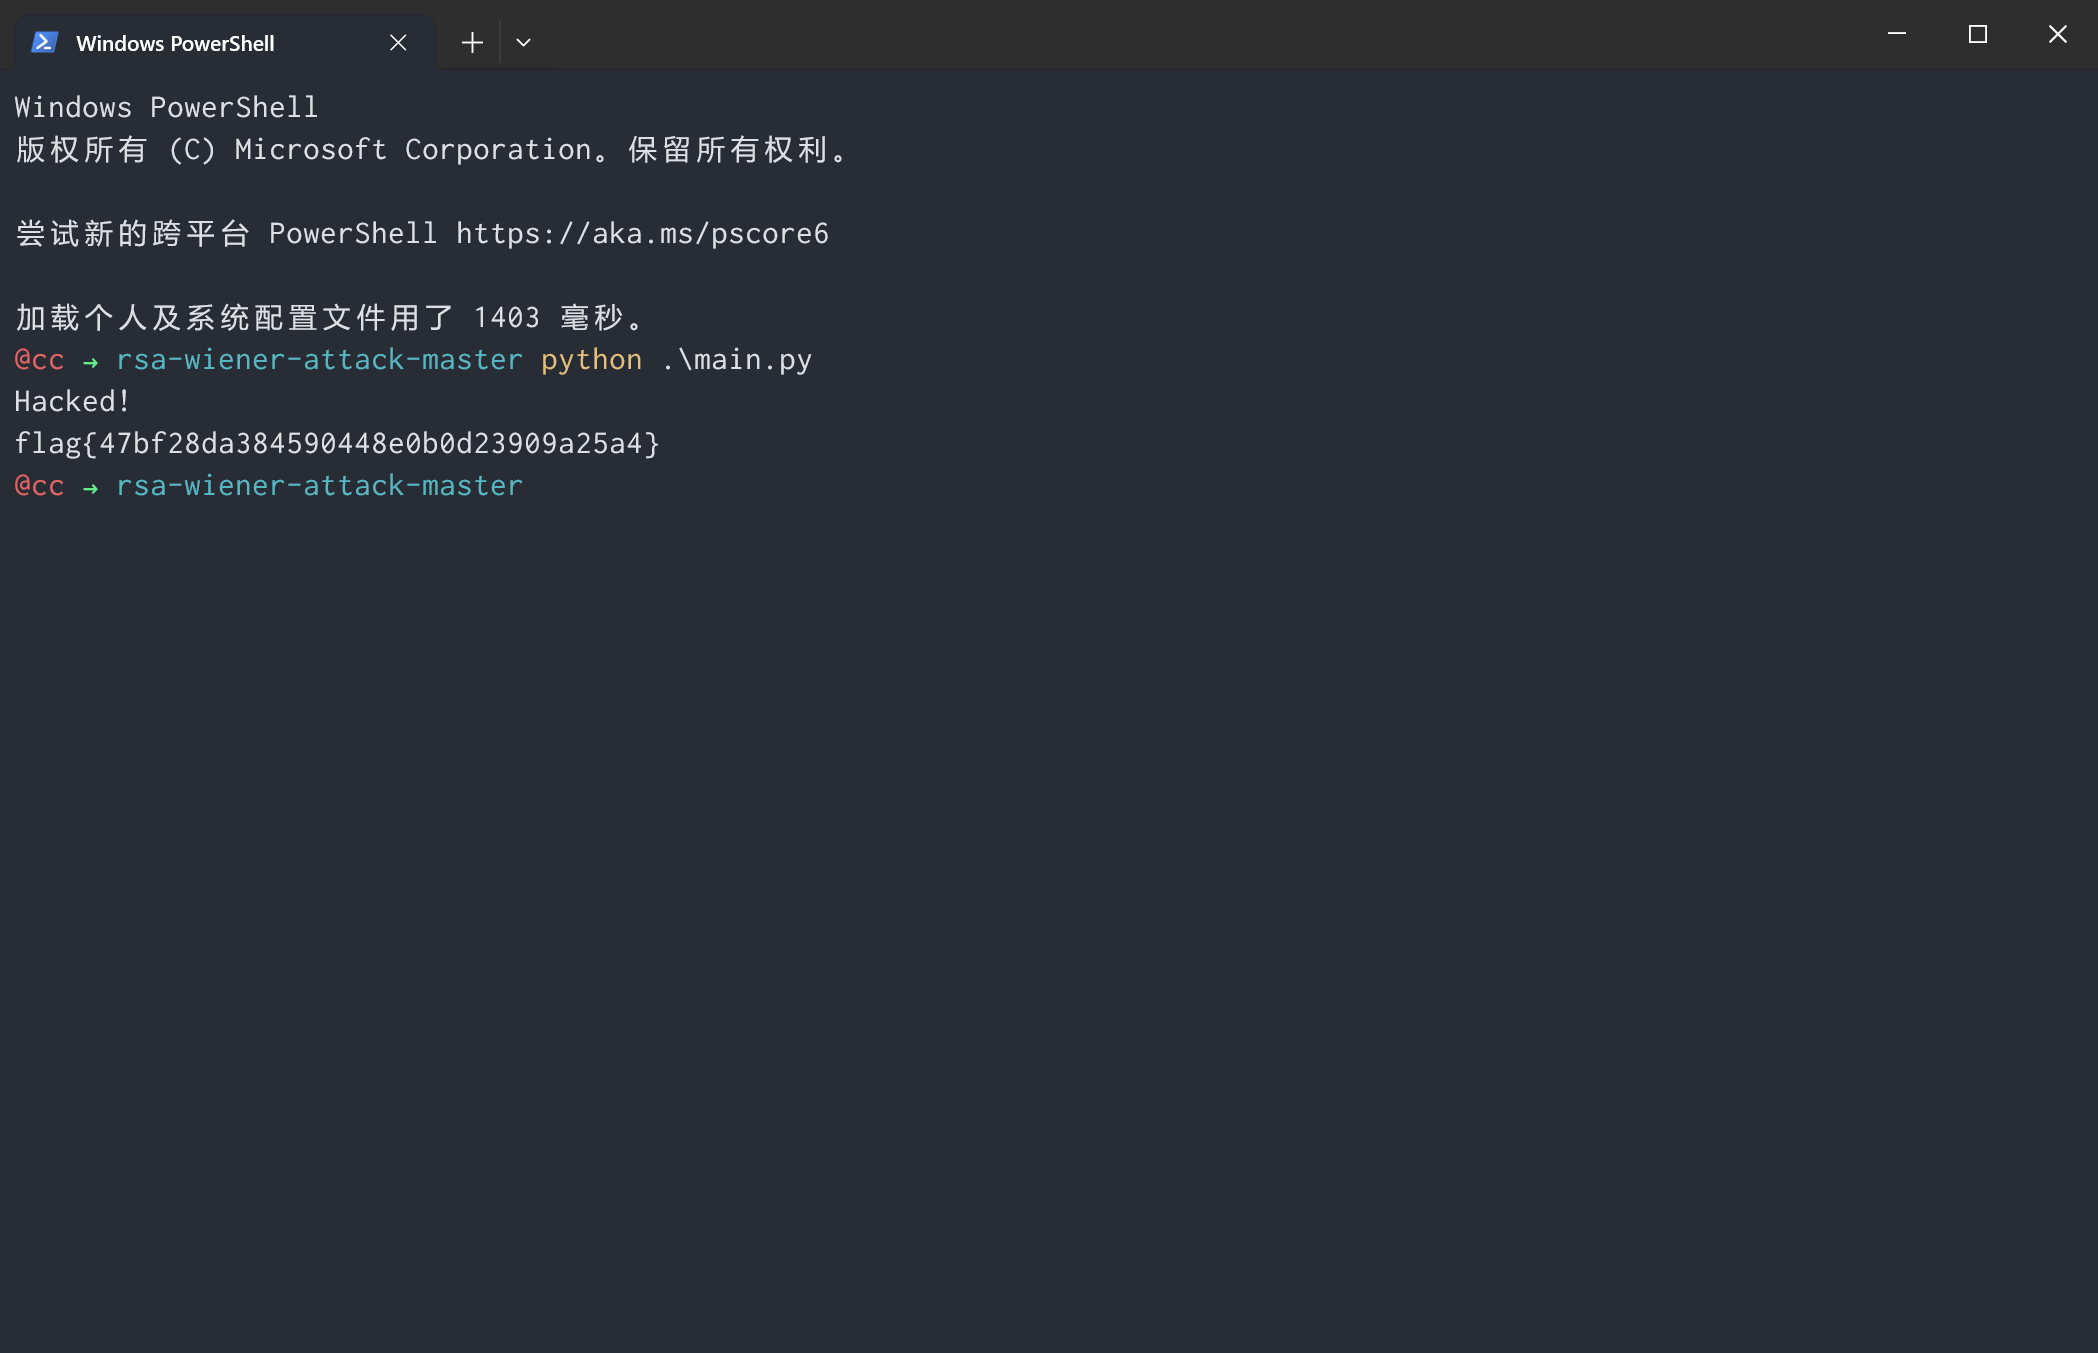 Windows PowerShell
Windows PowerShell
版权所有 (C) Microsoft Corporation。保留所有权利。
尝试新的跨平台 PowerShell https://aka.ms/pscore6
加载个人及系统配置文件用了 1403 毫秒。
@cc → rsa-wiener-attack-master python .\main.py
Hacked!
flag{47bf28da384590448e0b0d23909a25a4}
@cc → rsa-wiener-attack-master